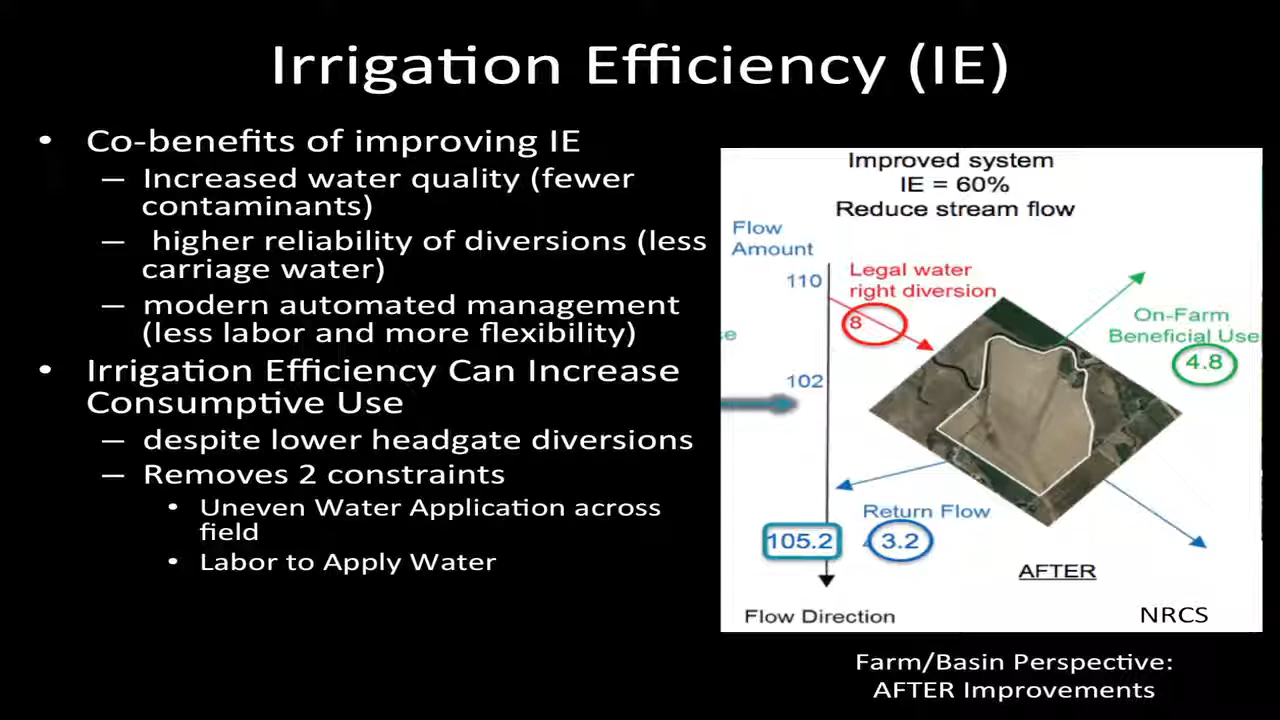 Irrigation Efficiency (IE)
• Co-benefits of improving IE
– Increased water quality (fewer
contaminants)
– higher reliability of diversions (less
carriage water)
– modern automated management
(less labor and more flexibility)
• Irrigation Efficiency Can Increase
Consumptive Use
– despite lower headgate diversions
– Removes 2 constraints
• Uneven Water Application across
field
• Labor to Apply Water
Improved system
IE = 60%
Reduce stream flow
Flow
Amount
110
Legal water
right diversion
8
On-Farm
Beneficial Use
4.8
102
Return Flow
105.2
3.2
AFTER
Flow Direction
NRCS
Farm/Basin Perspective:
AFTER Improvements